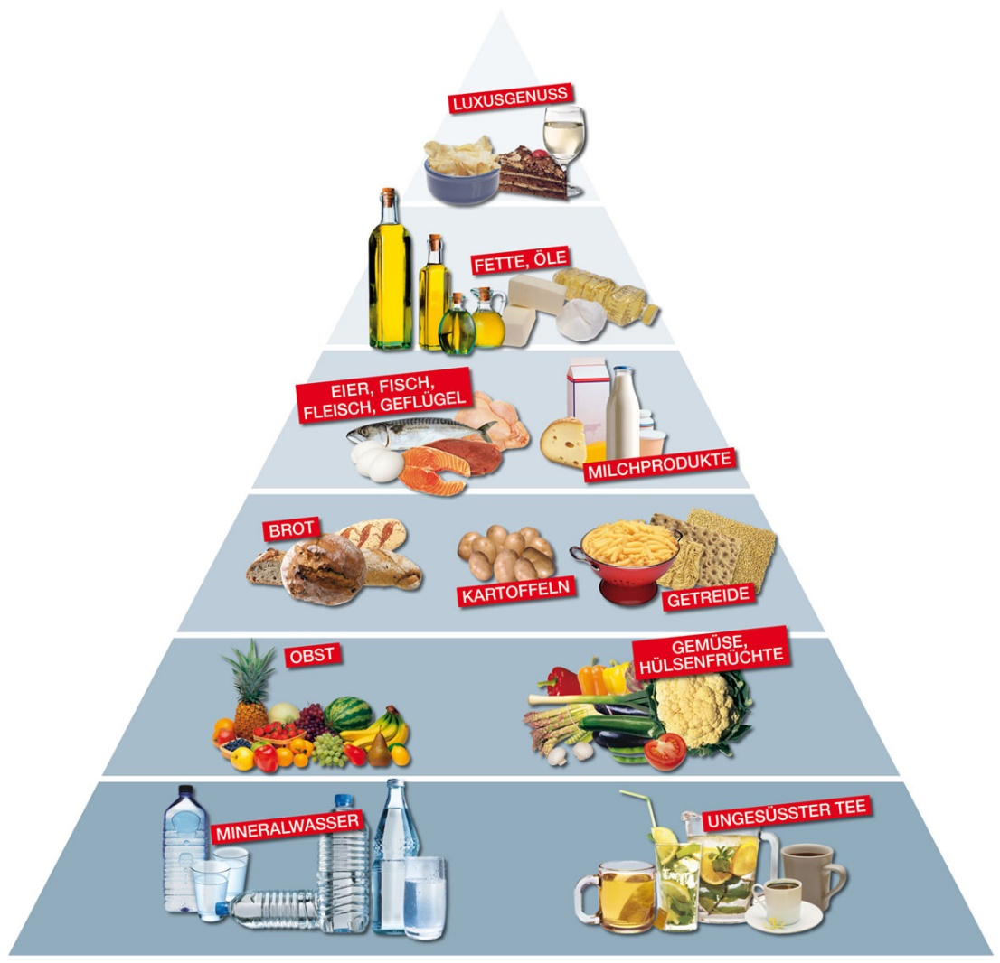 LUXUSGENUSS
FETTE, ÖLE
EIER, FISCH,
FLEISCH, GEFLÜGEL
MILCHPRODUKTE
BROT
KARTOFFELN
GETREIDE
OBST
GEMÜSE,
HÜLSENFRÜCHTE
MINERALWASSER
UNGESÜSSTER TEE